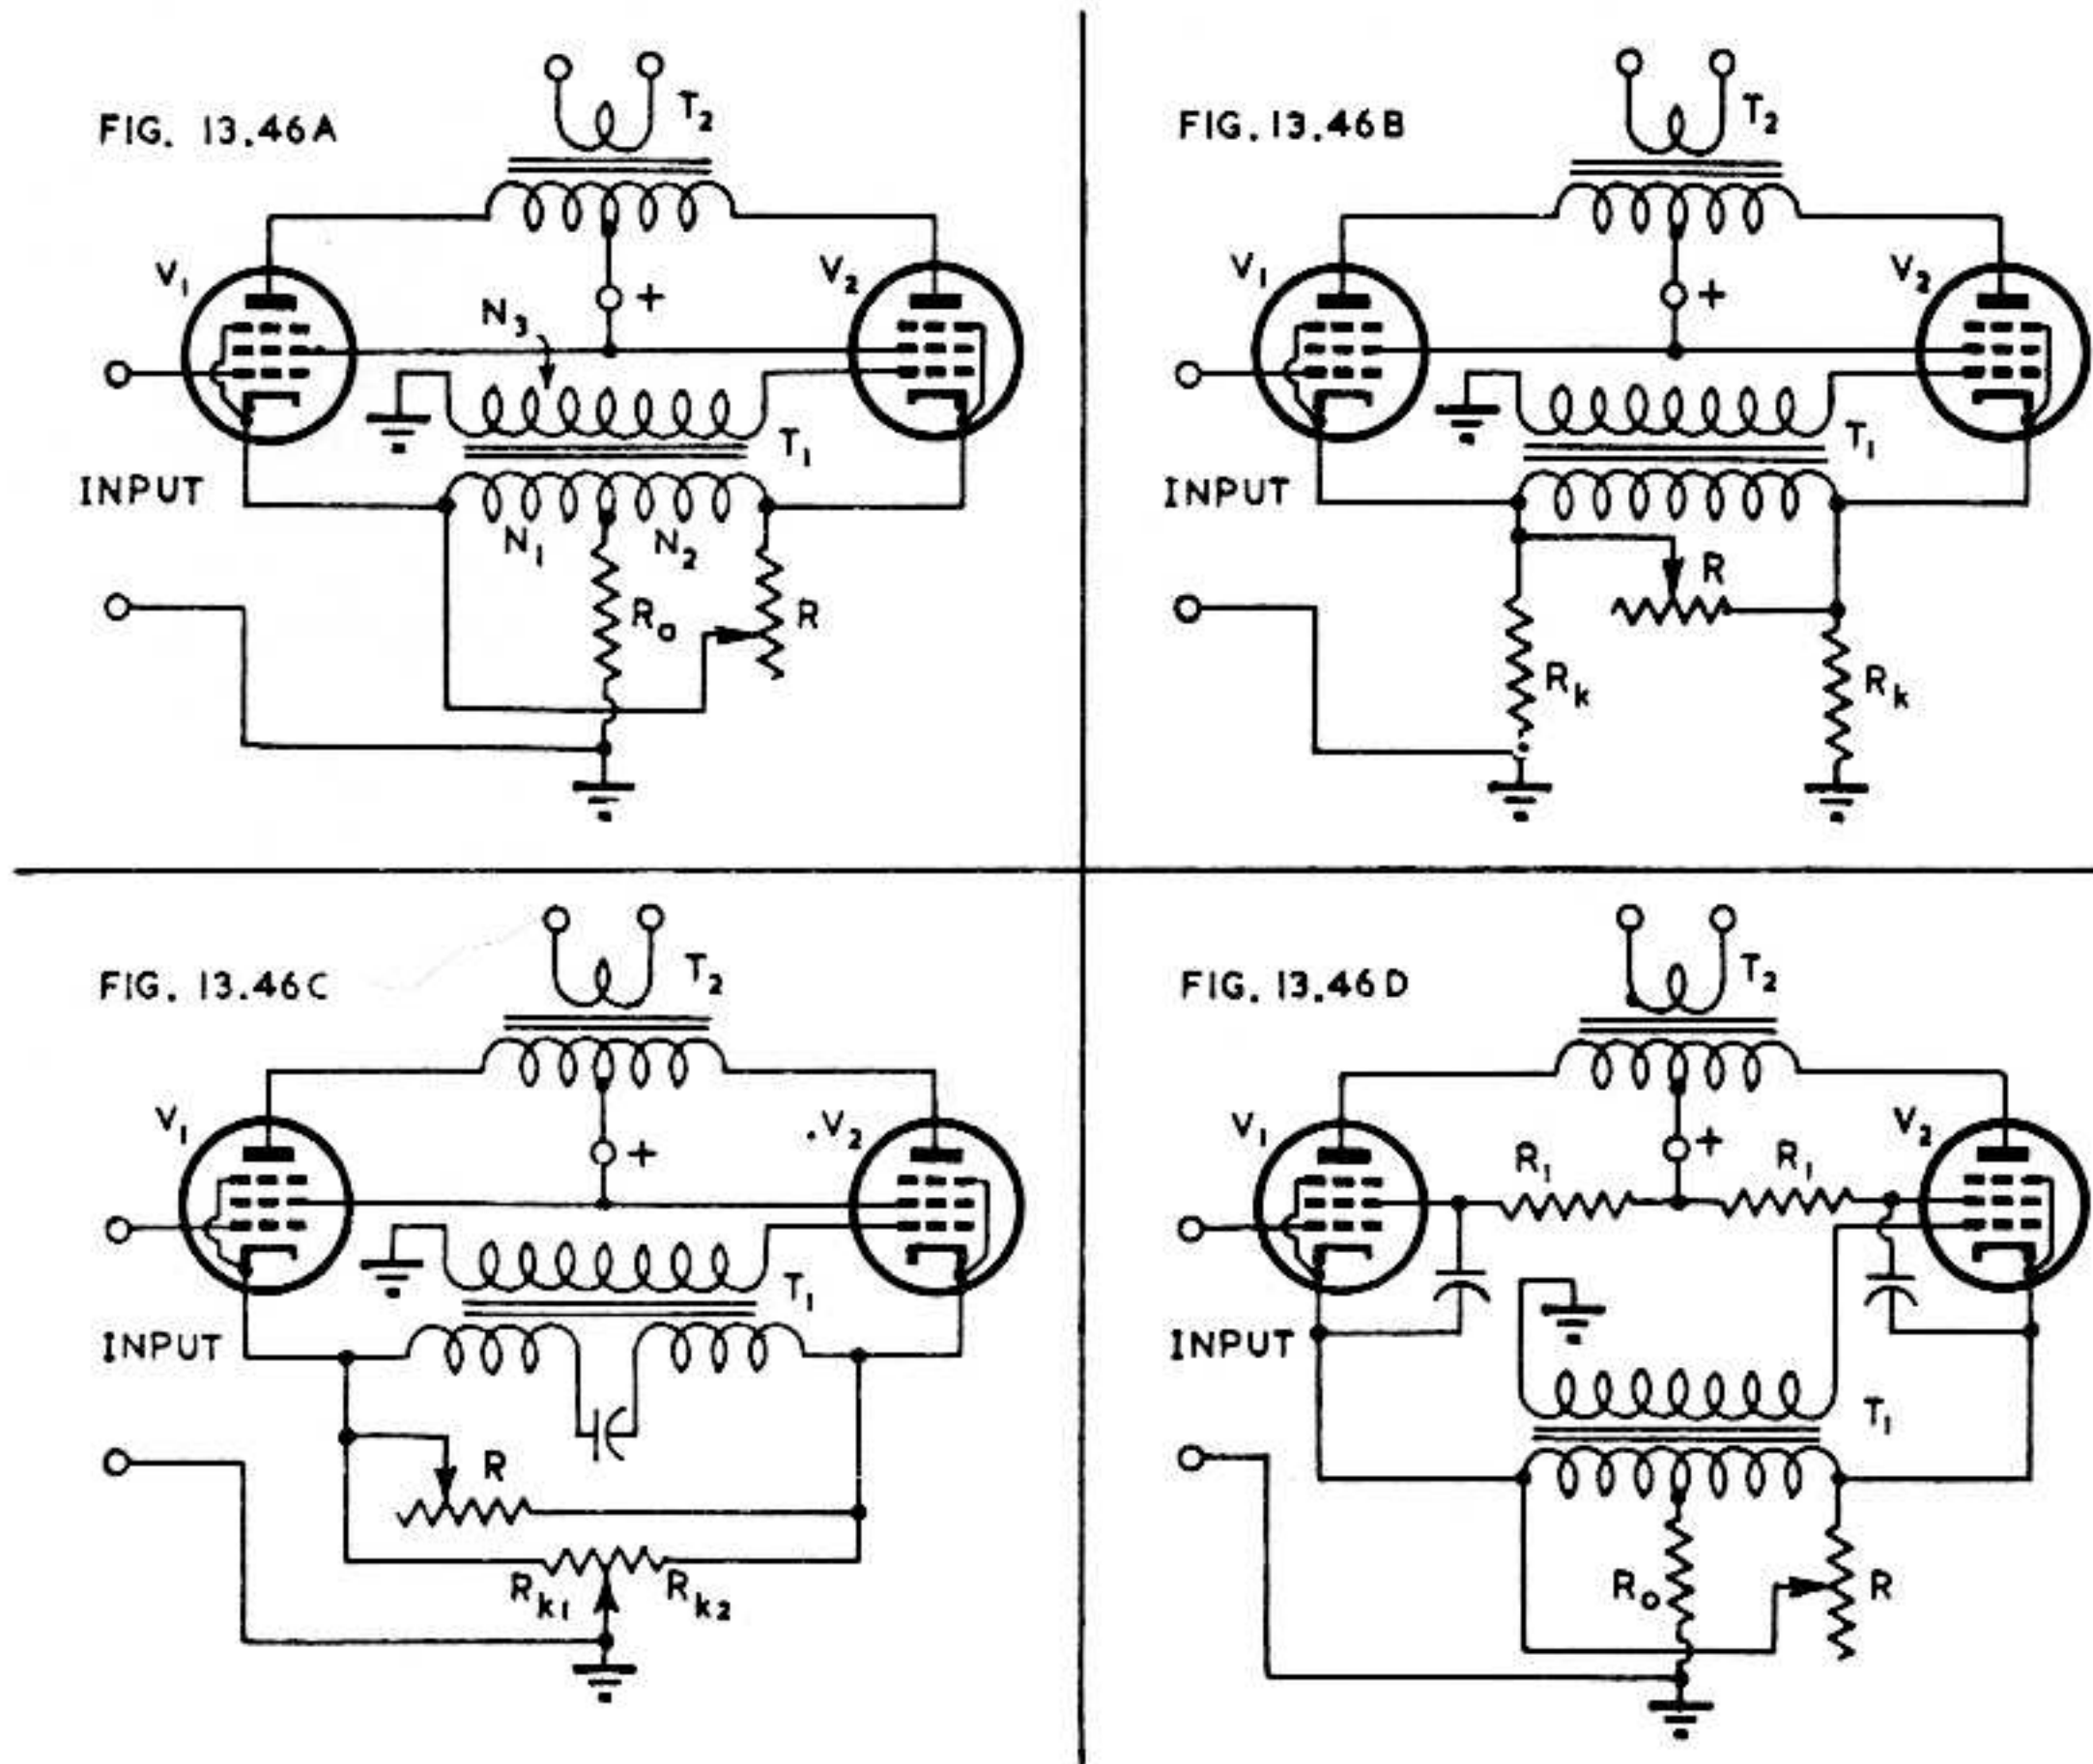 FIG. 13.46A
T₂
V₁
V₂
+
N₃
T₁
INPUT
N₁
N₂
Rₒ
R
FIG. 13.46B
T₂
V₁
V₂
+
T₁
INPUT
R
Rₖ
Rₖ
FIG. 13.46C
T₂
V₁
.V₂
+
T₁
INPUT
R
Rₖ₁
Rₖ₂
FIG. 13.46D
T₂
V₁
V₂
R₁
+
R₁
INPUT
T₁
Rₒ
R